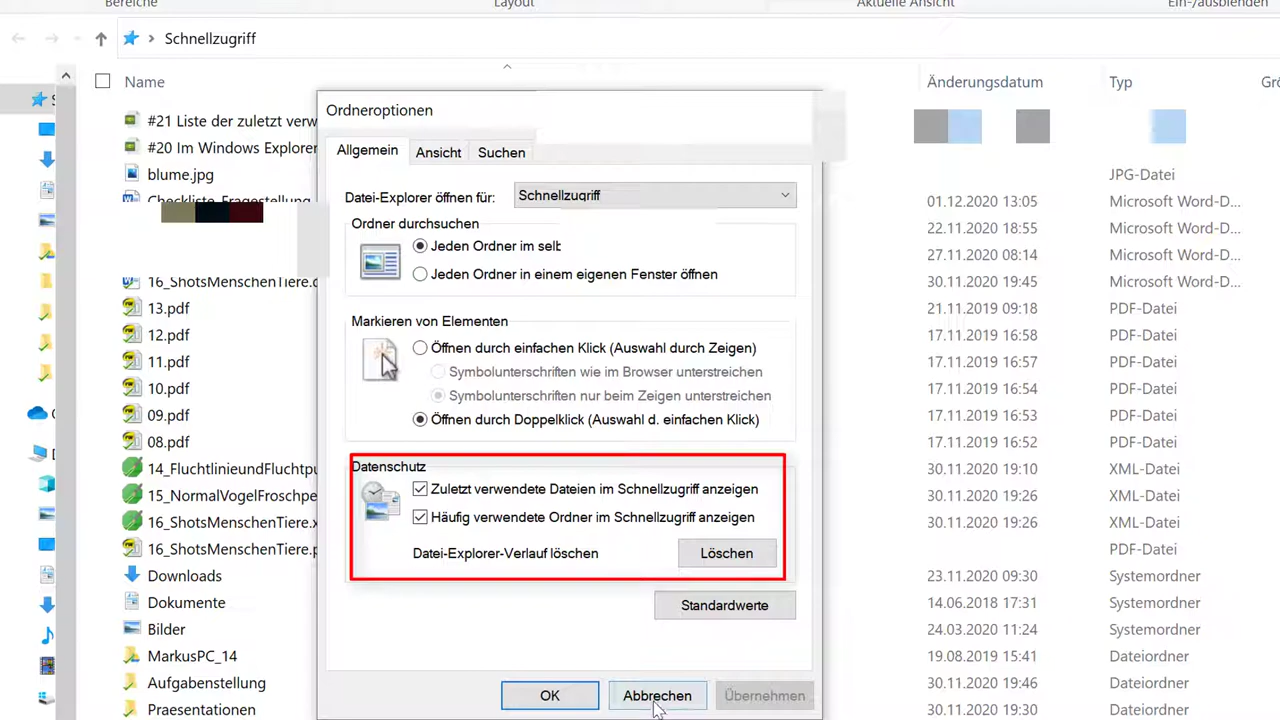 Bereiche Layout Aktuelle Ansicht Ein-/ausblenden
Schnellzugriff
Name Änderungsdatum Typ
#21 Liste der zuletzt verw
#20 Im Windows Explorer
blume.jpg JPG-Datei
Checkliste-Fragestellung 01.12.2020 13:05 Microsoft Word-D...
22.11.2020 18:55 Microsoft Word-D...
27.11.2020 08:14 Microsoft Word-D...
16_ShotsMenschenTiere.d 30.11.2020 19:45 Microsoft Word-D...
13.pdf 21.11.2019 09:18 PDF-Datei
12.pdf 17.11.2019 16:58 PDF-Datei
11.pdf 17.11.2019 16:57 PDF-Datei
10.pdf 17.11.2019 16:54 PDF-Datei
09.pdf 17.11.2019 16:53 PDF-Datei
08.pdf 17.11.2019 16:52 PDF-Datei
14_FluchtlinieundFluchtpu 30.11.2020 19:10 XML-Datei
15_NormalVogelFroschpe 30.11.2020 19:26 XML-Datei
16_ShotsMenschenTiere.x 30.11.2020 19:26 XML-Datei
16_ShotsMenschenTiere.p PDF-Datei
Downloads 23.11.2020 09:30 Systemordner
Dokumente 14.06.2018 17:31 Systemordner
Bilder 24.03.2020 11:24 Systemordner
MarkusPC_14 19.08.2019 15:41 Dateiordner
Aufgabenstellung 30.11.2020 19:46 Dateiordner
Praesentationen 30.11.2020 19:46 Dateiordner
Ordneroptionen
Allgemein Ansicht Suchen
Datei-Explorer öffnen für: Schnellzugriff
Ordner durchsuchen
Jeden Ordner im selb
Jeden Ordner in einem eigenen Fenster öffnen
Markieren von Elementen
Öffnen durch einfachen Klick (Auswahl durch Zeigen)
Symbolunterschriften wie im Browser unterstreichen
Symbolunterschriften nur beim Zeigen unterstreichen
Öffnen durch Doppelklick (Auswahl d. einfachen Klick)
Datenschutz
Zuletzt verwendete Dateien im Schnellzugriff anzeigen
Häufig verwendete Ordner im Schnellzugriff anzeigen
Datei-Explorer-Verlauf löschen Löschen
Standardwerte
OK Abbrechen Übernehmen